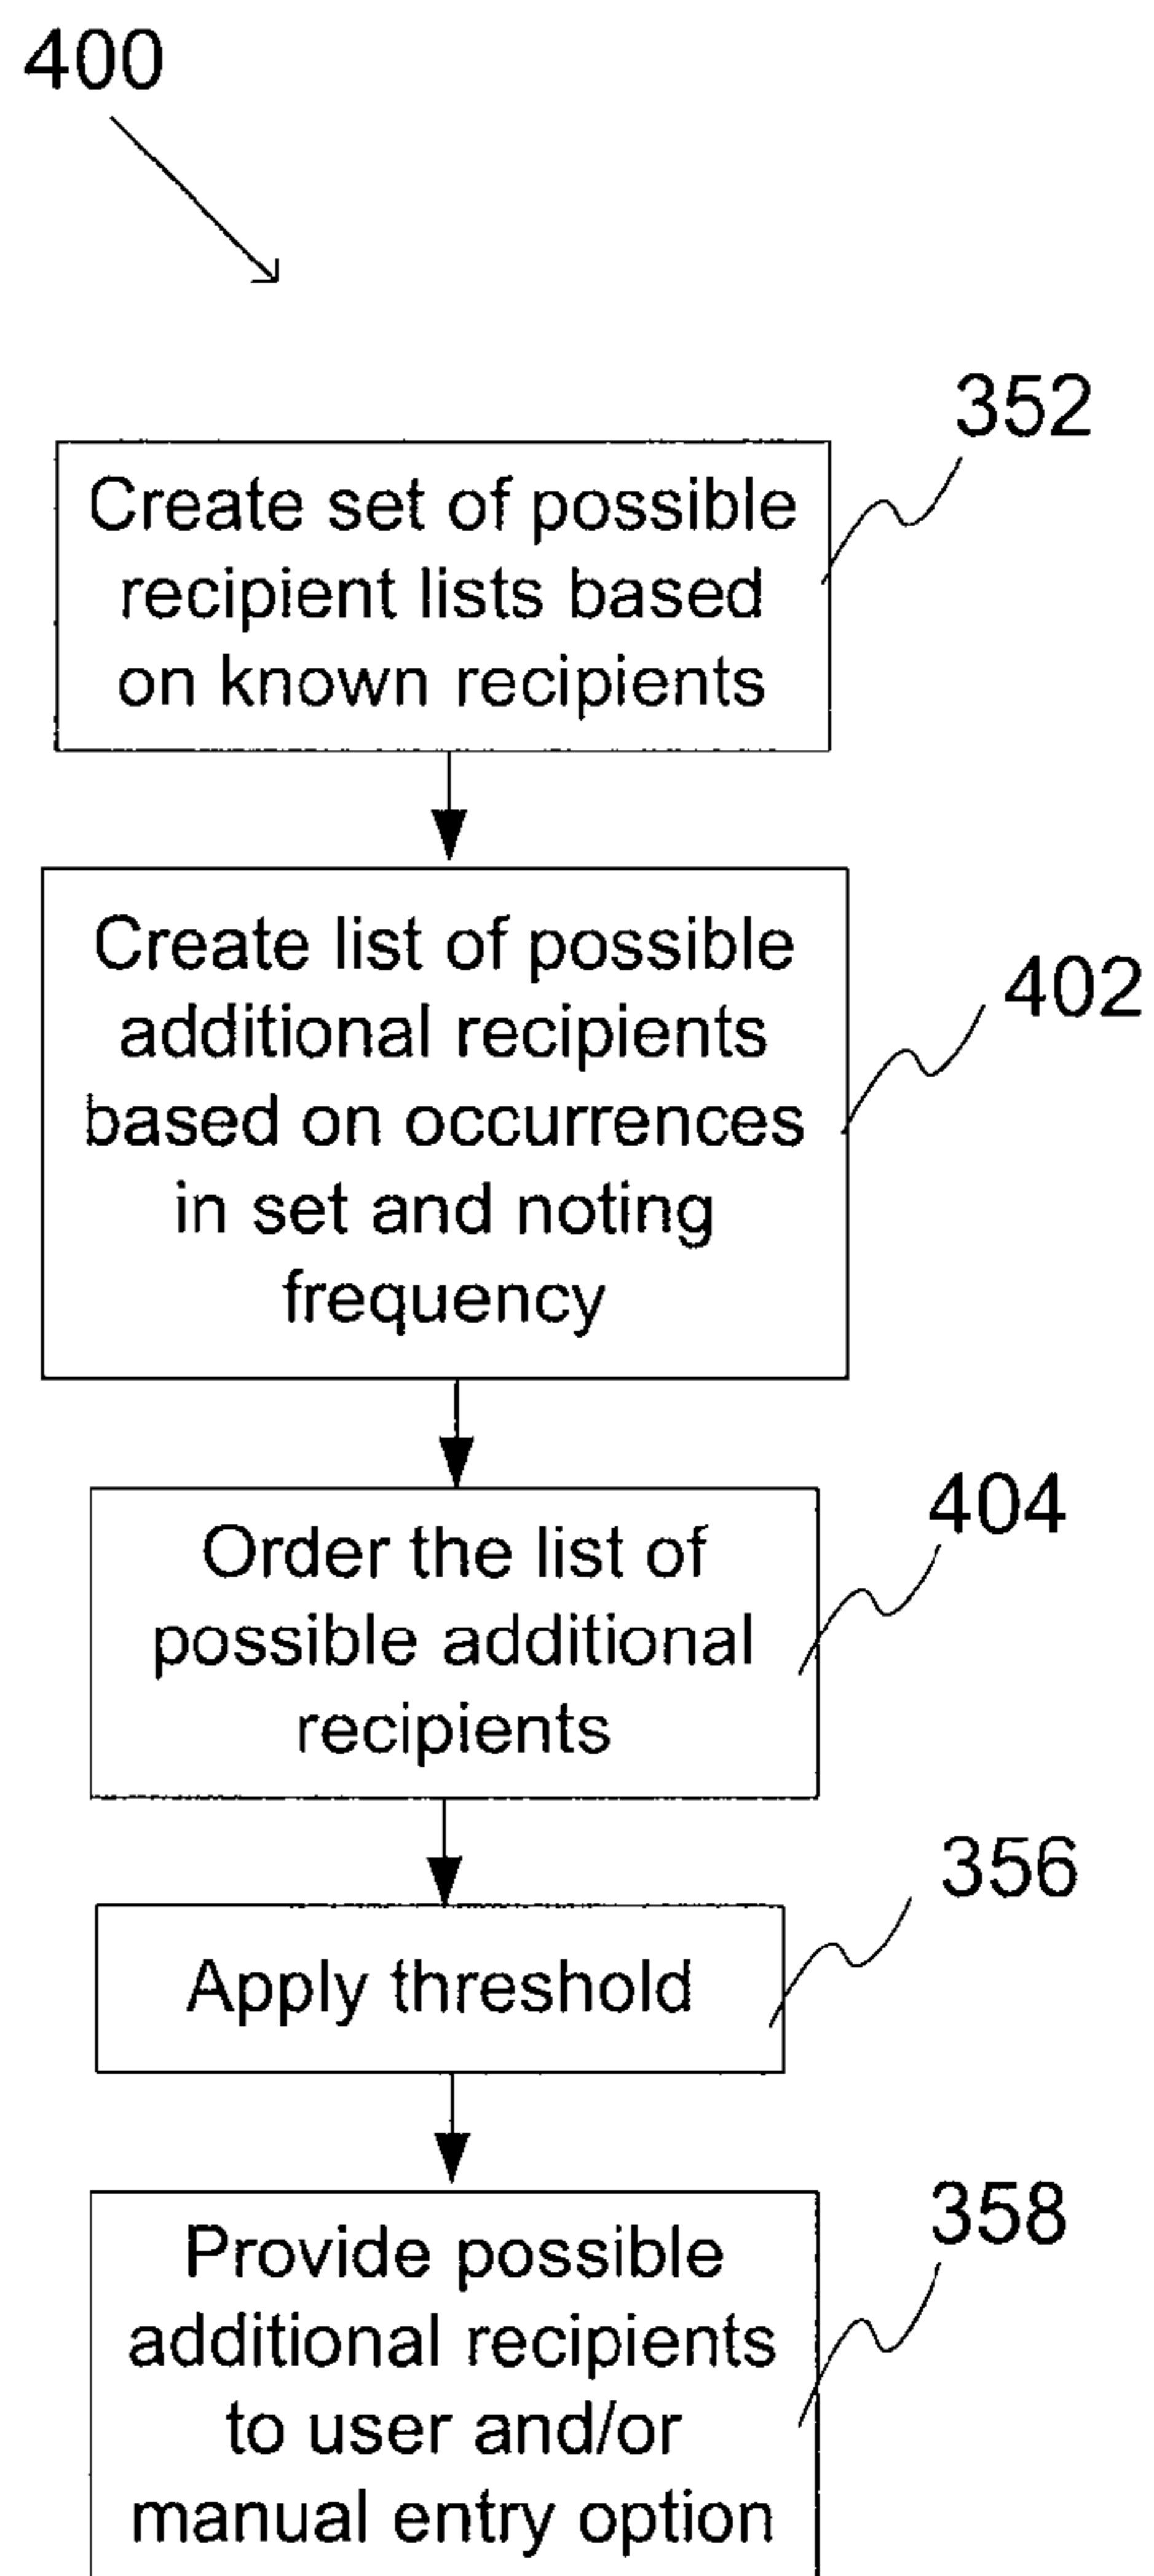 400
352
Create set of possible
recipient lists based
on known recipients
402
Create list of possible
additional recipients
based on occurrences
in set and noting
frequency
404
Order the list of
possible additional
recipients
356
Apply threshold
358
Provide possible
additional recipients
to user and/or
manual entry option